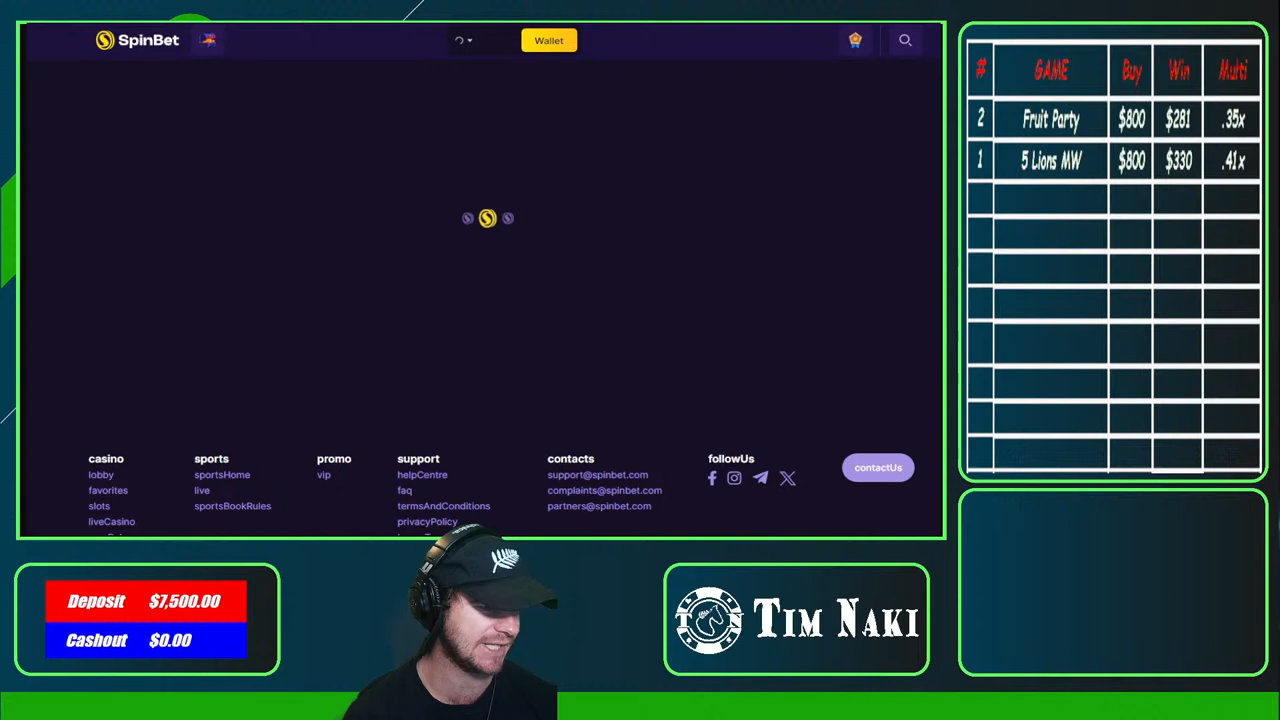 SpinBet
Wallet
# GAME Buy Win Multi
2 Fruit Party $800 $281 .35x
1 5 Lions MW $800 $330 .41x
casino sports promo support contacts followUs
lobby sportsHome vip helpCentre support@spinbet.com
contactUs
favorites live faq complaints@spinbet.com
slots sportsBookRules termsAndConditions partners@spinbet.com
liveCasino privacyPolicy
Deposit $7,500.00
Cashout $0.00
TIM NAKI